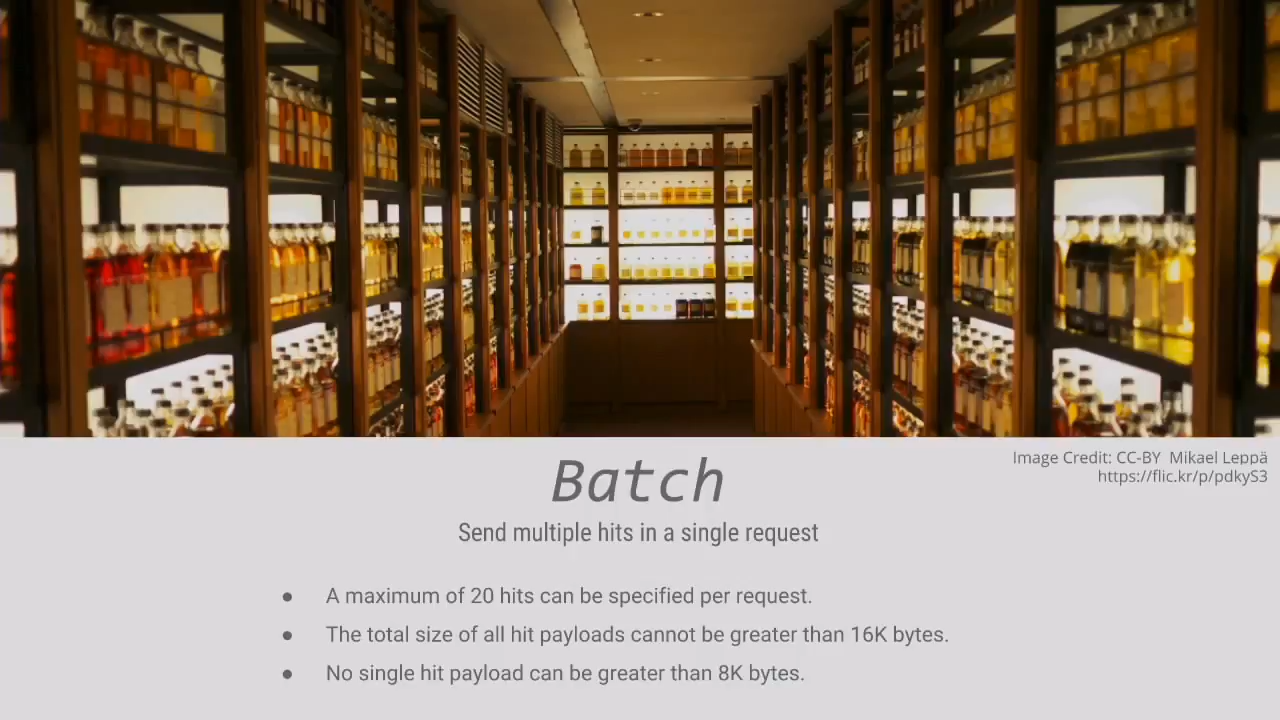 Batch
Image Credit: CC-BY Mikael Leppä
https://flic.kr/p/pdkyS3
Send multiple hits in a single request
● A maximum of 20 hits can be specified per request.
● The total size of all hit payloads cannot be greater than 16K bytes.
● No single hit payload can be greater than 8K bytes.